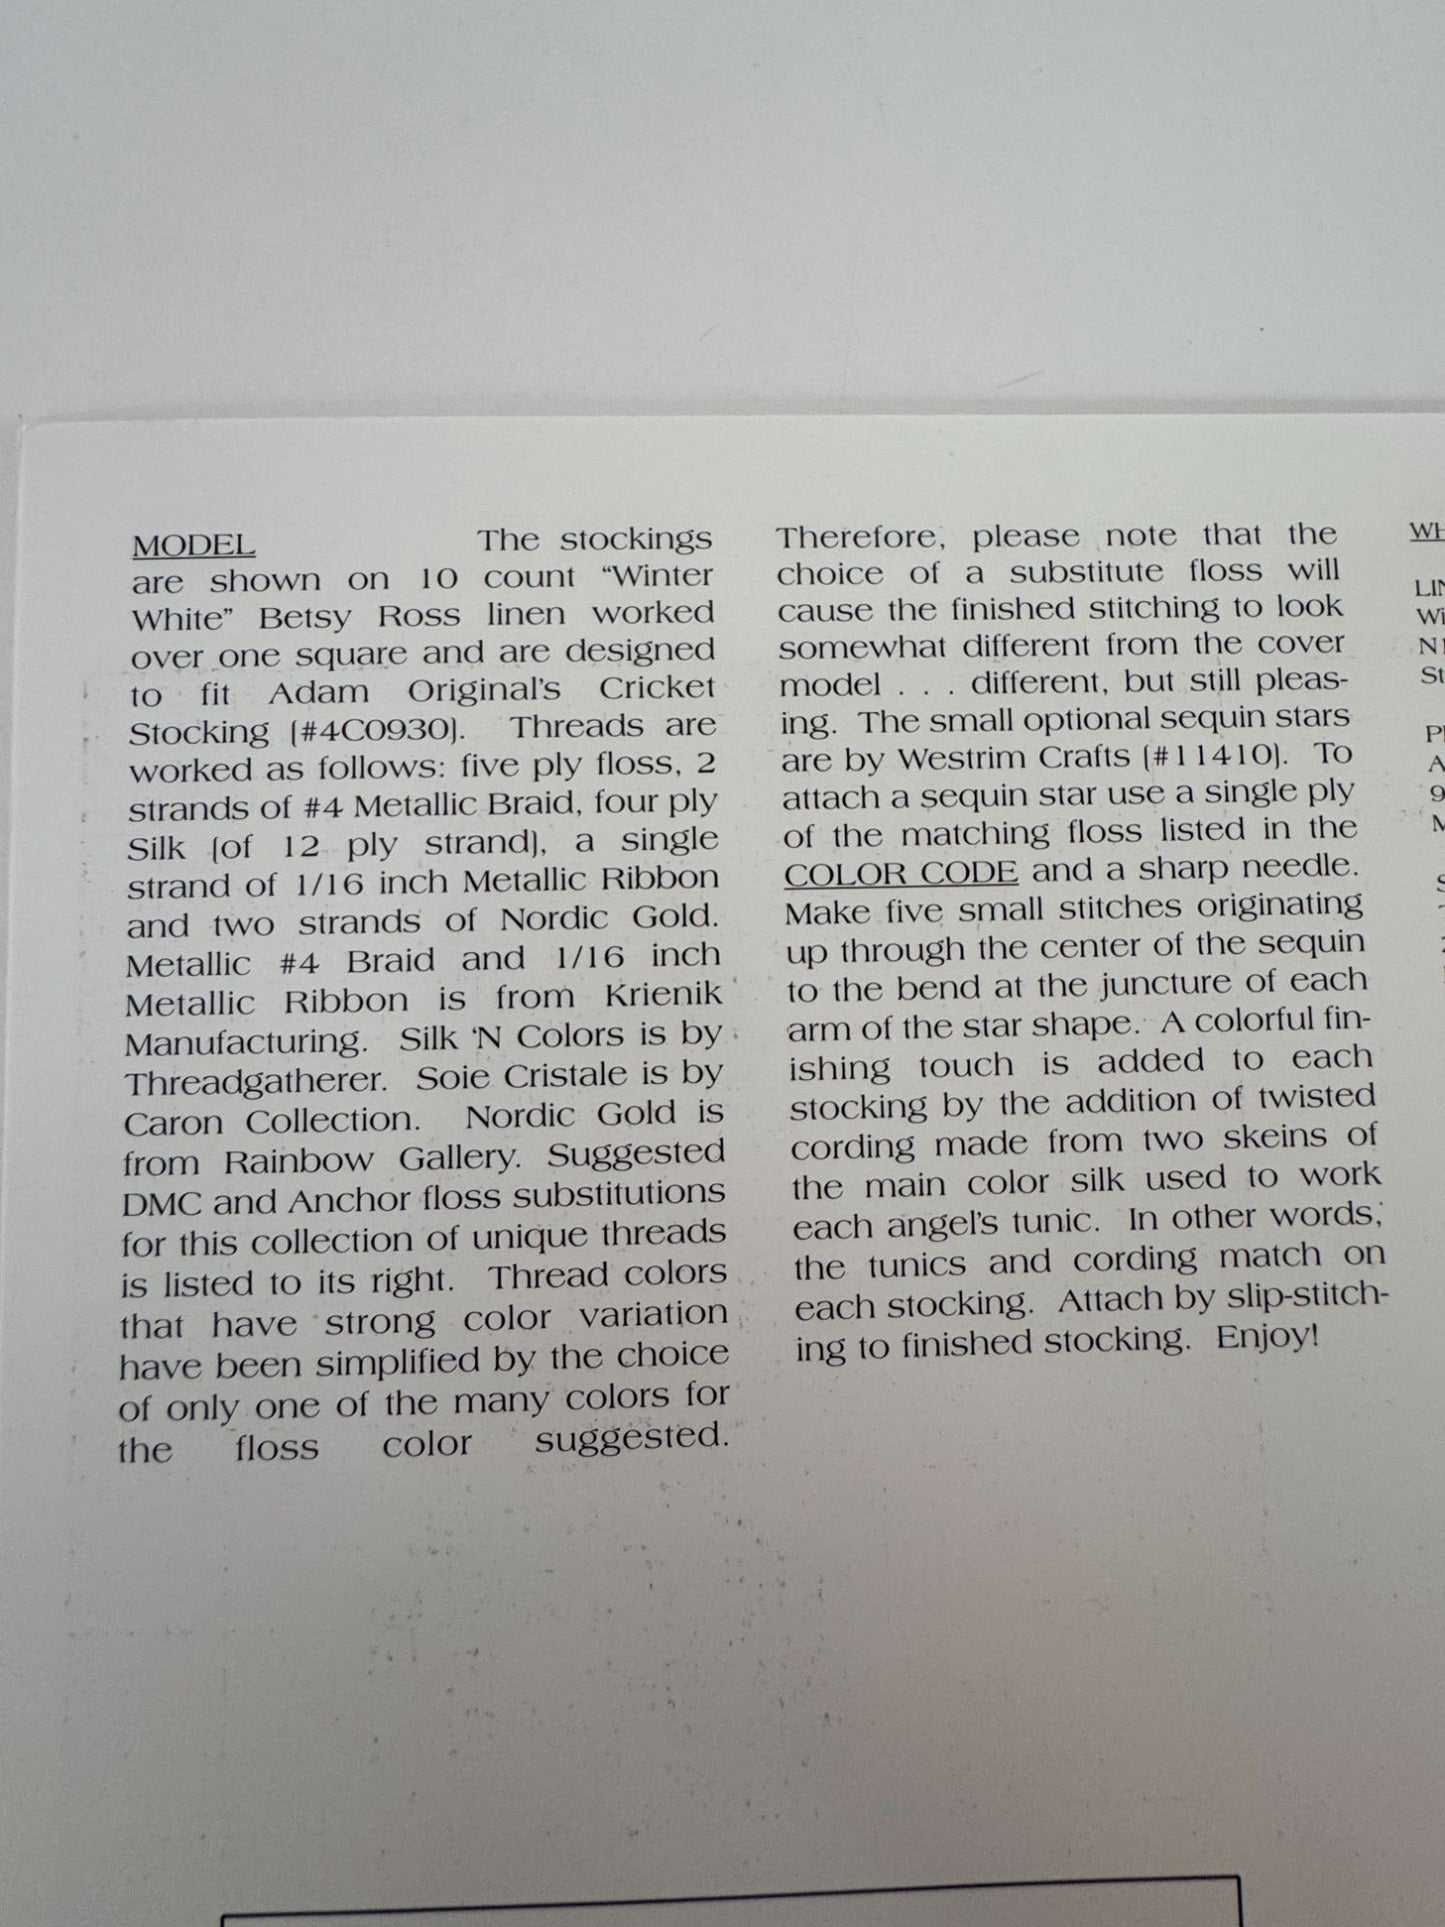 MODEL The stockings
are shown on 10 count “Winter
White” Betsy Ross linen worked
over one square and are designed
to fit Adam Original's Cricket
Stocking (#4C0930). Threads are
worked as follows: five ply floss, 2
strands of #4 Metallic Braid, four ply
Silk (of 12 ply strand), a single
strand of 1/16 inch Metallic Ribbon
and two strands of Nordic Gold.
Metallic #4 Braid and 1/16 inch
Metallic Ribbon is from Krienik
Manufacturing. Silk ‘N Colors is by
Threadgatherer. Soie Cristale is by
Caron Collection. Nordic Gold is
from Rainbow Gallery. Suggested
DMC and Anchor floss substitutions
for this collection of unique threads
is listed to its right. Thread colors
that have strong color variation
have been simplified by the choice
of only one of the many colors for
the floss color suggested.
Therefore, please note that the
choice of a substitute floss will
cause the finished stitching to look
somewhat different from the cover
model . . . different, but still pleas-
ing. The small optional sequin stars
are by Westrim Crafts (#11410). To
attach a sequin star use a single ply
of the matching floss listed in the
COLOR CODE and a sharp needle.
Make five small stitches originating
up through the center of the sequin
to the bend at the juncture of each
arm of the star shape. A colorful fin-
ishing touch is added to each
stocking by the addition of twisted
cording made from two skeins of
the main color silk used to work
each angel's tunic. In other words,
the tunics and cording match on
each stocking. Attach by slip-stitch-
ing to finished stocking. Enjoy!